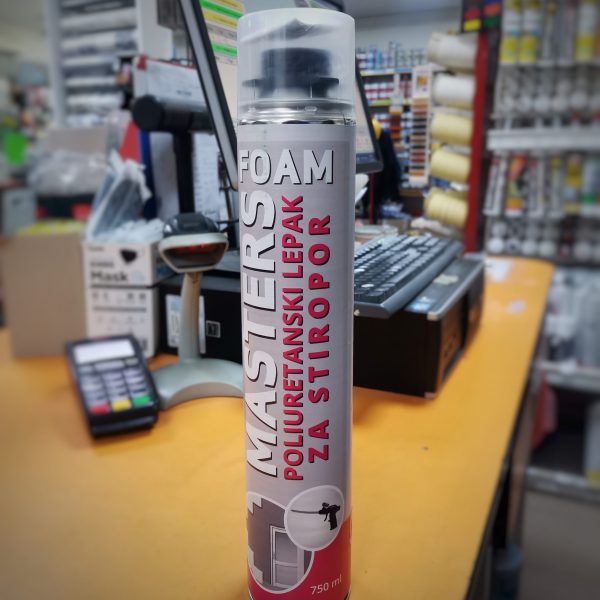 FOAM
MASTERS
POLIURETANSKI LEPAK
ZA STIROPOR
750 ml
Mask